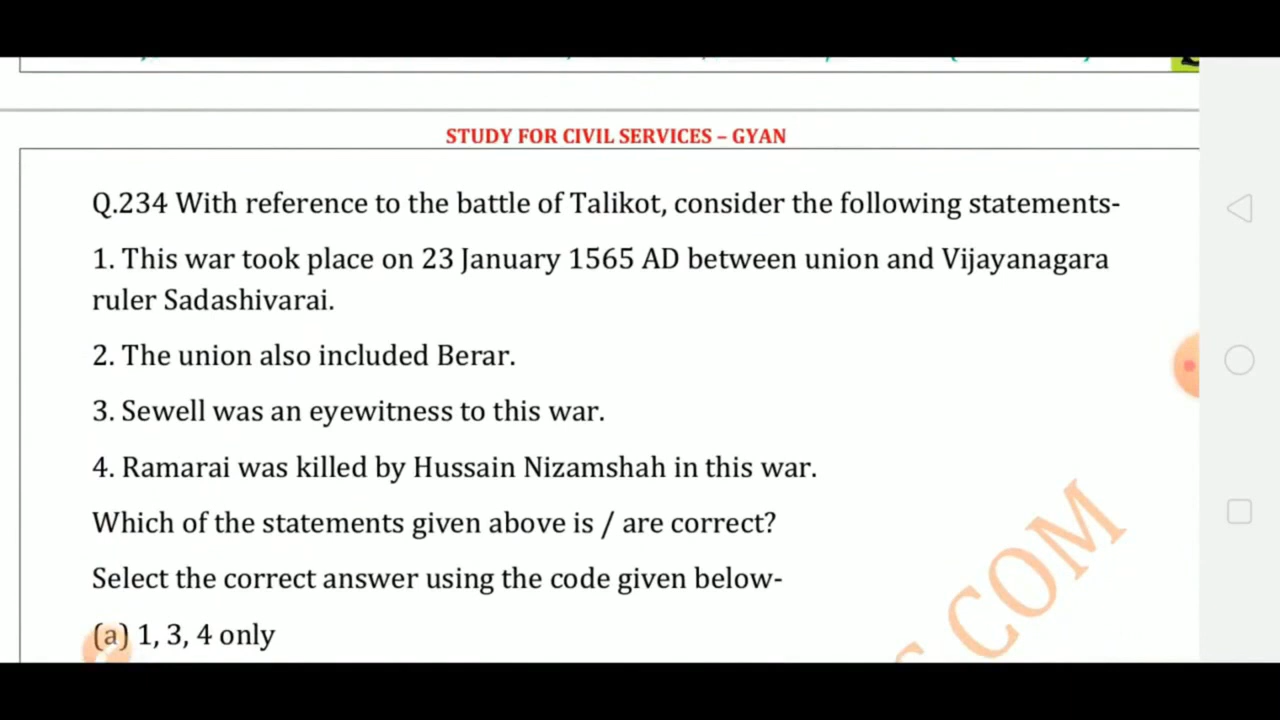 STUDY FOR CIVIL SERVICES – GYAN
Q.234 With reference to the battle of Talikot, consider the following statements-
1. This war took place on 23 January 1565 AD between union and Vijayanagara
ruler Sadashivarai.
2. The union also included Berar.
3. Sewell was an eyewitness to this war.
4. Ramarai was killed by Hussain Nizamshah in this war.
Which of the statements given above is / are correct?
Select the correct answer using the code given below-
(a) 1, 3, 4 only
COM